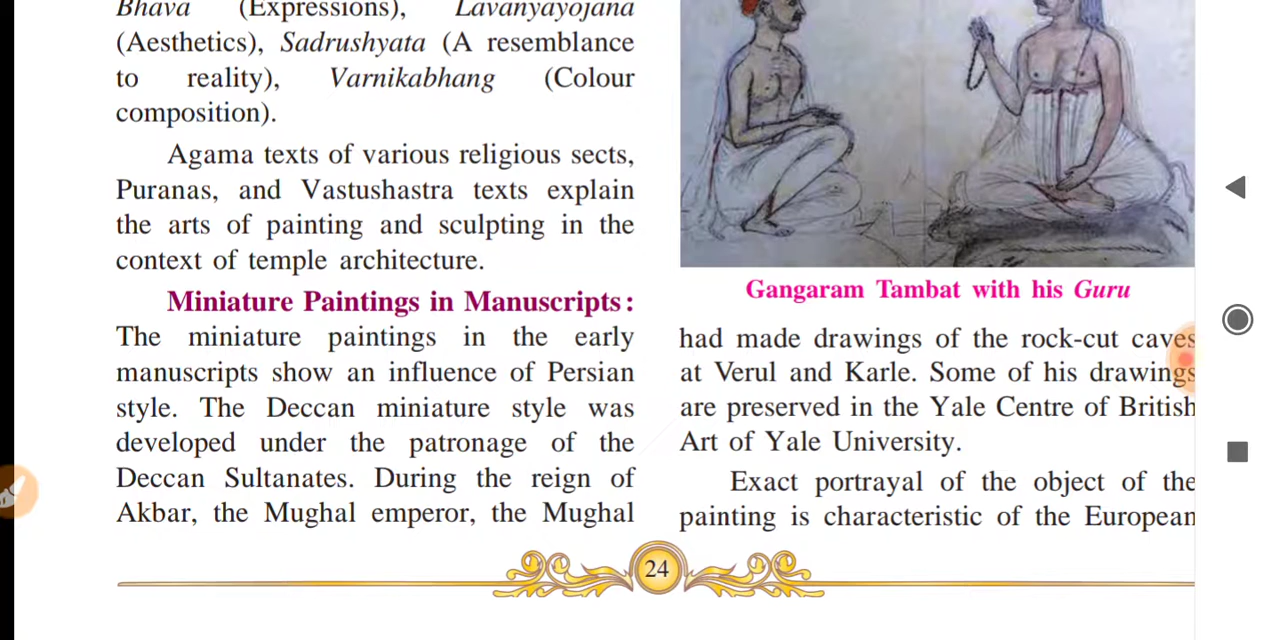 Bhava (Expressions), Lavanyayojana
(Aesthetics), Sadrushyata (A resemblance
to reality), Varnikabhang (Colour
composition).
Agama texts of various religious sects,
Puranas, and Vastushastra texts explain
the arts of painting and sculpting in the
context of temple architecture.
Miniature Paintings in Manuscripts:
The miniature paintings in the early
manuscripts show an influence of Persian
style. The Deccan miniature style was
developed under the patronage of the
Deccan Sultanates. During the reign of
Akbar, the Mughal emperor, the Mughal
Gangaram Tambat with his Guru
had made drawings of the rock-cut caves
at Verul and Karle. Some of his drawings
are preserved in the Yale Centre of British
Art of Yale University.
Exact portrayal of the object of the
painting is characteristic of the European
24